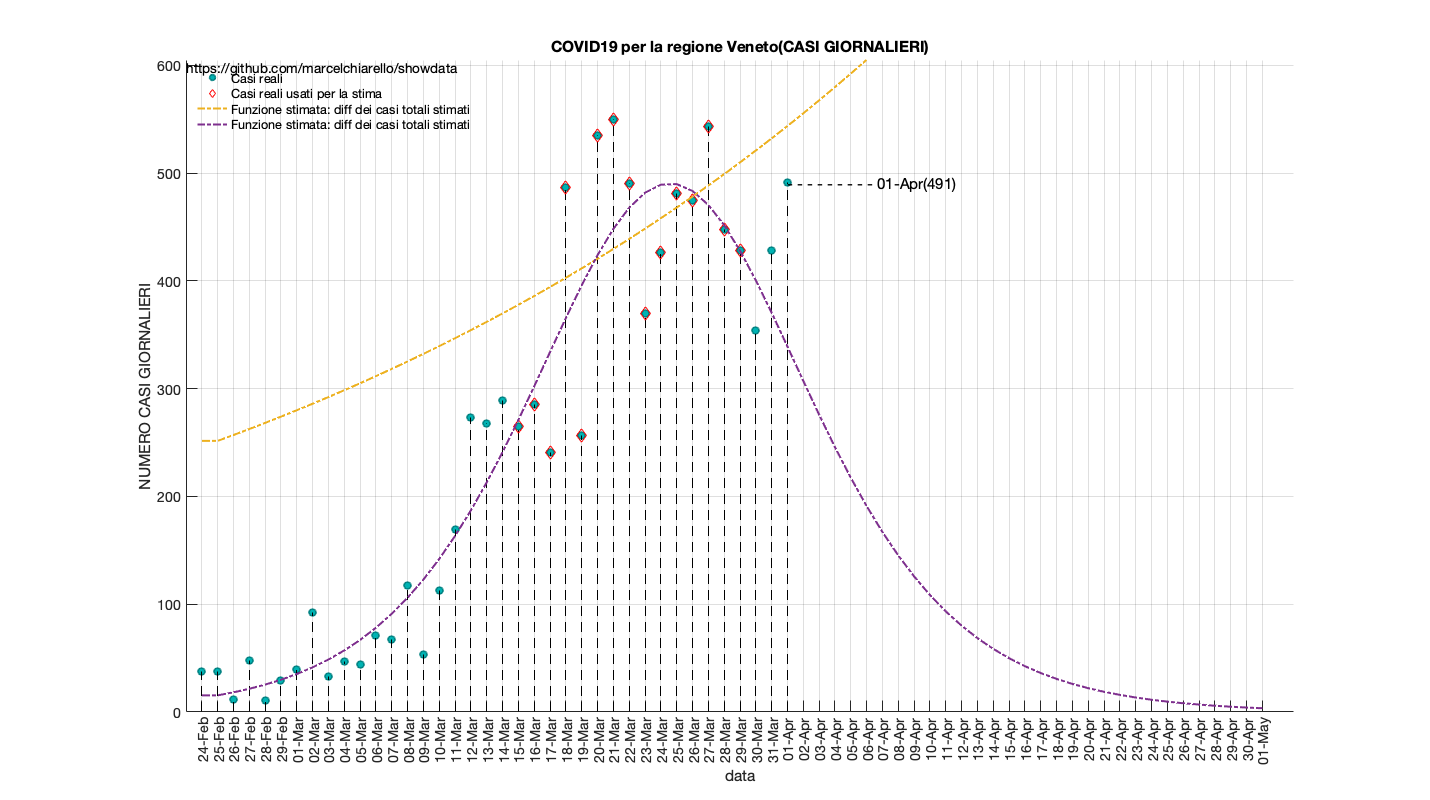 COVID19 per la regione Veneto(CASI GIORNALIERI)
https://github.com/marcelchiarello/showdata
Casi reali
Casi reali usati per la stima
Funzione stimata: diff dei casi totali stimati
Funzione stimata: diff dei casi totali stimati
600
500
400
300
200
100
0
NUMERO CASI GIORNALIERI
01-Apr(491)
24-Feb
25-Feb
26-Feb
27-Feb
28-Feb
29-Feb
01-Mar
02-Mar
03-Mar
04-Mar
05-Mar
06-Mar
07-Mar
08-Mar
09-Mar
10-Mar
11-Mar
12-Mar
13-Mar
14-Mar
15-Mar
16-Mar
17-Mar
18-Mar
19-Mar
20-Mar
21-Mar
22-Mar
23-Mar
24-Mar
25-Mar
26-Mar
27-Mar
28-Mar
29-Mar
30-Mar
31-Mar
01-Apr
02-Apr
03-Apr
04-Apr
05-Apr
06-Apr
07-Apr
08-Apr
09-Apr
10-Apr
11-Apr
12-Apr
13-Apr
14-Apr
15-Apr
16-Apr
17-Apr
18-Apr
19-Apr
20-Apr
21-Apr
22-Apr
23-Apr
24-Apr
25-Apr
26-Apr
27-Apr
28-Apr
29-Apr
30-Apr
01-May
data